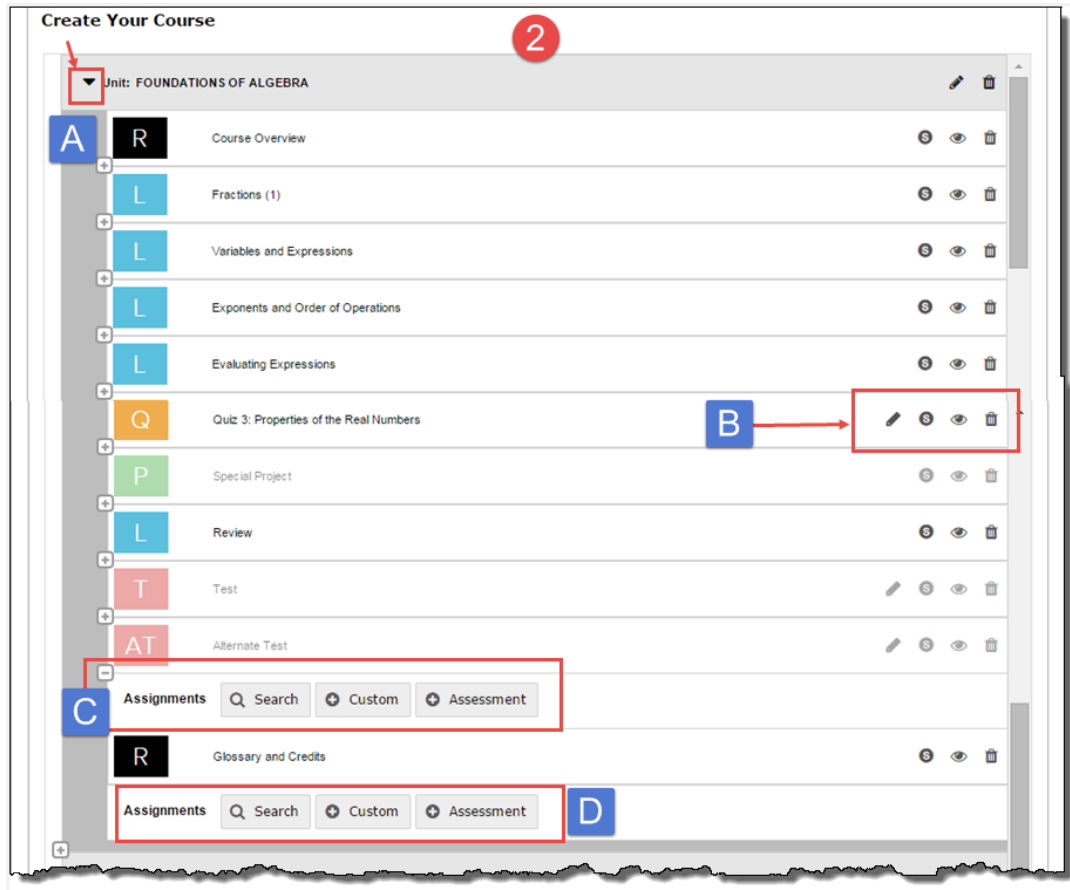 Create Your Course
2
Unit: FOUNDATIONS OF ALGEBRA
A
R Course Overview S
L Fractions (1) S
L Variables and Expressions S
L Exponents and Order of Operations S
L Evaluating Expressions S
Q Quiz 3: Properties of the Real Numbers B S
P Special Project S
L Review S
T Test S
AT Alternate Test S
C Assignments Search Custom Assessment
R Glossary and Credits S
Assignments Search Custom Assessment D